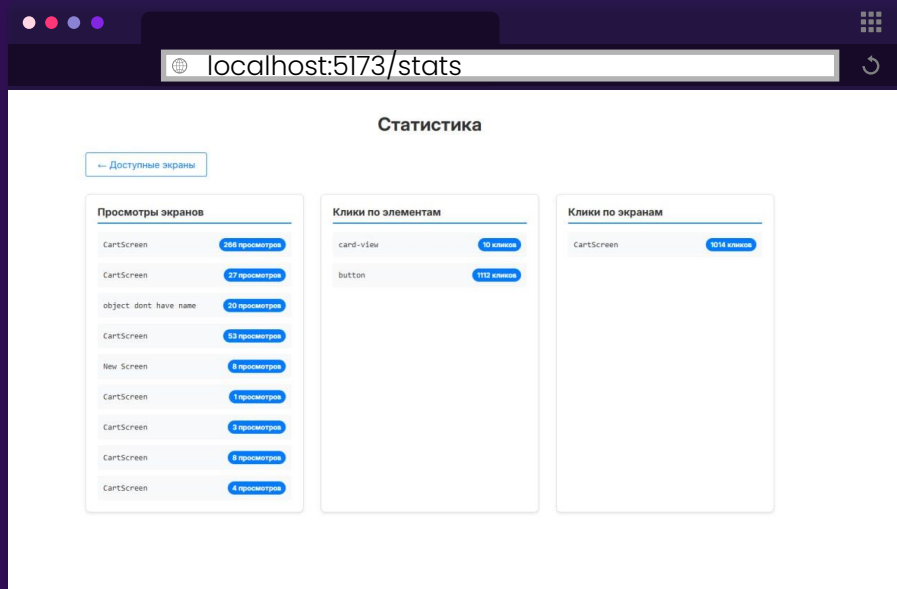 localhost:5173/stats
Статистика
← Доступные экраны
Просмотры экранов
CartScreen 266 просмотров
CartScreen 27 просмотров
object dont have name 20 просмотров
CartScreen 53 просмотров
New Screen 8 просмотров
CartScreen 1 просмотров
CartScreen 3 просмотров
CartScreen 8 просмотров
CartScreen 4 просмотров
Клики по элементам
card-view 10 кликов
button 1112 кликов
Клики по экранам
CartScreen 1014 кликов